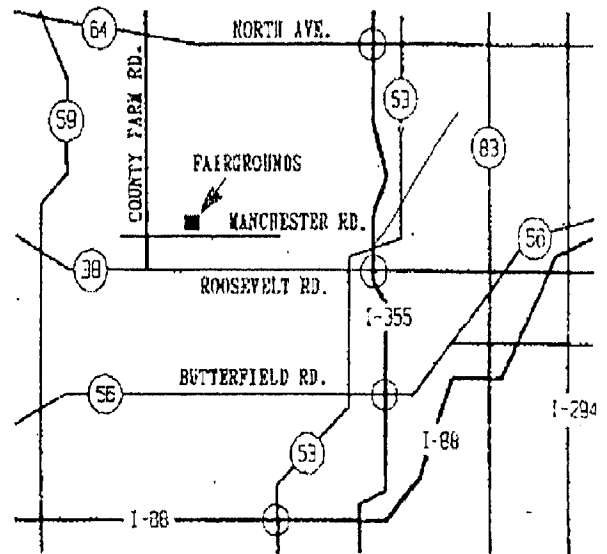 64
NORTH AVE.
53
59
COUNTY FARM RD.
83
FAIRGROUNDS
MANCHESTER RD.
38
ROOSEVELT RD.
I-355
BUTTERFIELD RD.
56
I-294
53
I-88
I-88